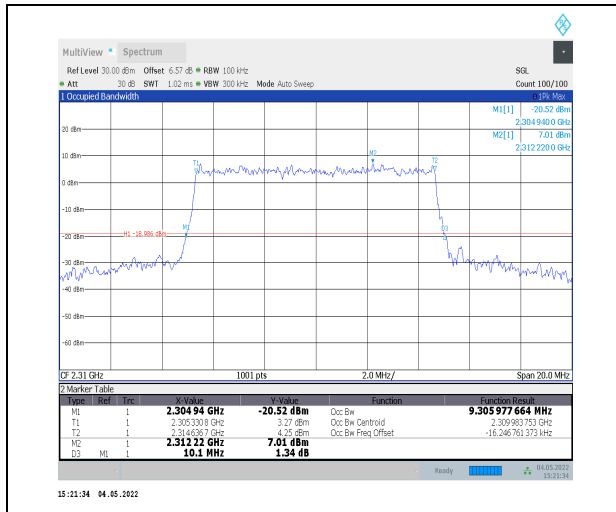 MultiView Spectrum
Ref Level 30.00 dBm Offset 6.57 dB RBW 100 kHz SGL
Att 30 dB SWT 1.02 ms VBW 300 kHz Mode Auto Sweep Count 100/100
1 Occupied Bandwidth 1Pk Max
M1[1] -20.52 dBm
2.3049400 GHz
M2[1] 7.01 dBm
2.3122200 GHz
20 dBm
10 dBm
M2
T1
T2
0 dBm
-10 dBm
M1
D3
H1 -18.986 dBm
-20 dBm
-30 dBm
-40 dBm
-50 dBm
-60 dBm
CF 2.31 GHz 1001 pts 2.0 MHz/ Span 20.0 MHz
2 Marker Table
Type Ref Trc X-Value Y-Value Function Function Result
M1 1 2.304 94 GHz -20.52 dBm Occ Bw 9.305 977 664 MHz
T1 1 2.305 330 8 GHz 3.27 dBm Occ Bw Centroid 2.309 983 753 GHz
T2 1 2.314 636 7 GHz 4.25 dBm Occ Bw Freq Offset -16.246 761 373 kHz
M2 1 2.312 22 GHz 7.01 dBm
D3 M1 1 10.1 MHz 1.34 dB
Ready 04.05.2022
15:21:34
15:21:34 04.05.2022